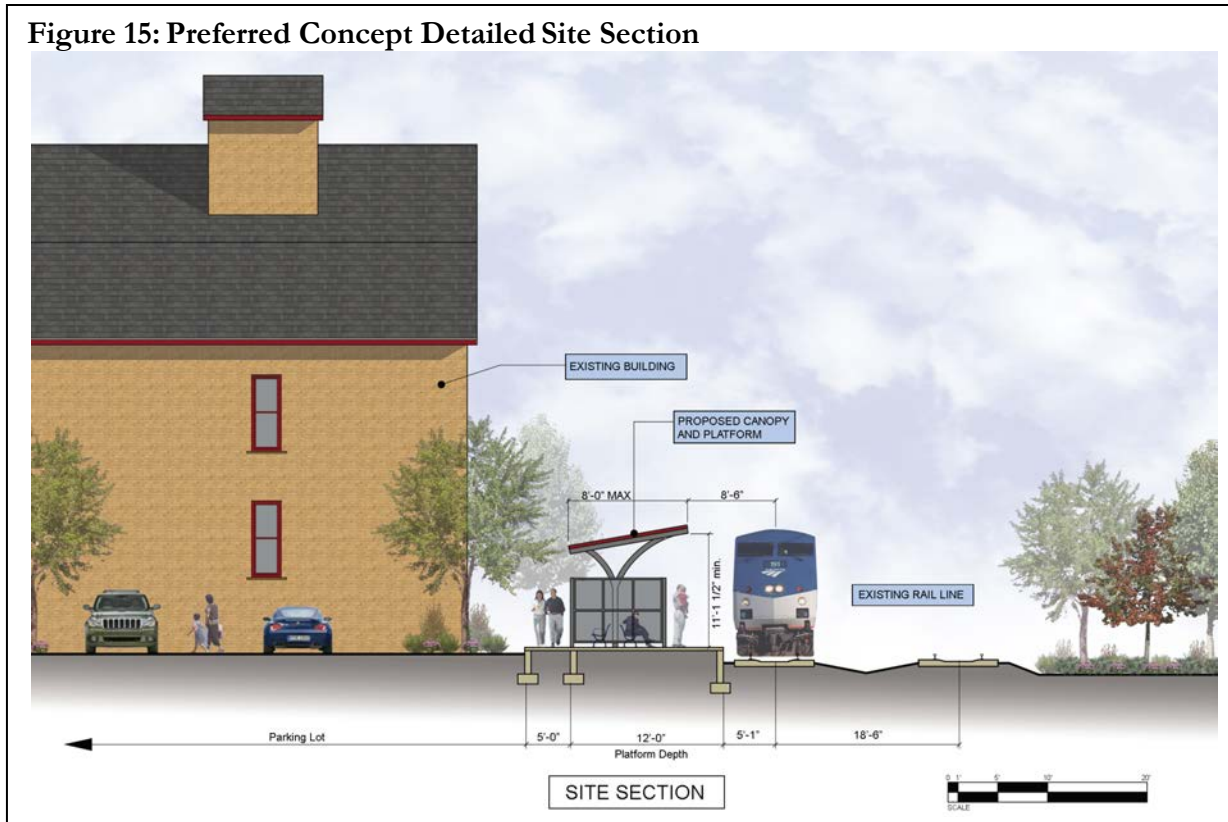 Figure 15: Preferred Concept Detailed Site Section
EXISTING BUILDING
PROPOSED CANOPY
AND PLATFORM
8'-0" MAX
8'-6"
11'-1 1/2" min.
EXISTING RAIL LINE
Parking Lot
5'-0"
12'-0"
5'-1"
18'-6"
Platform Depth
SITE SECTION
0 1' 5' 10' 20'
SCALE